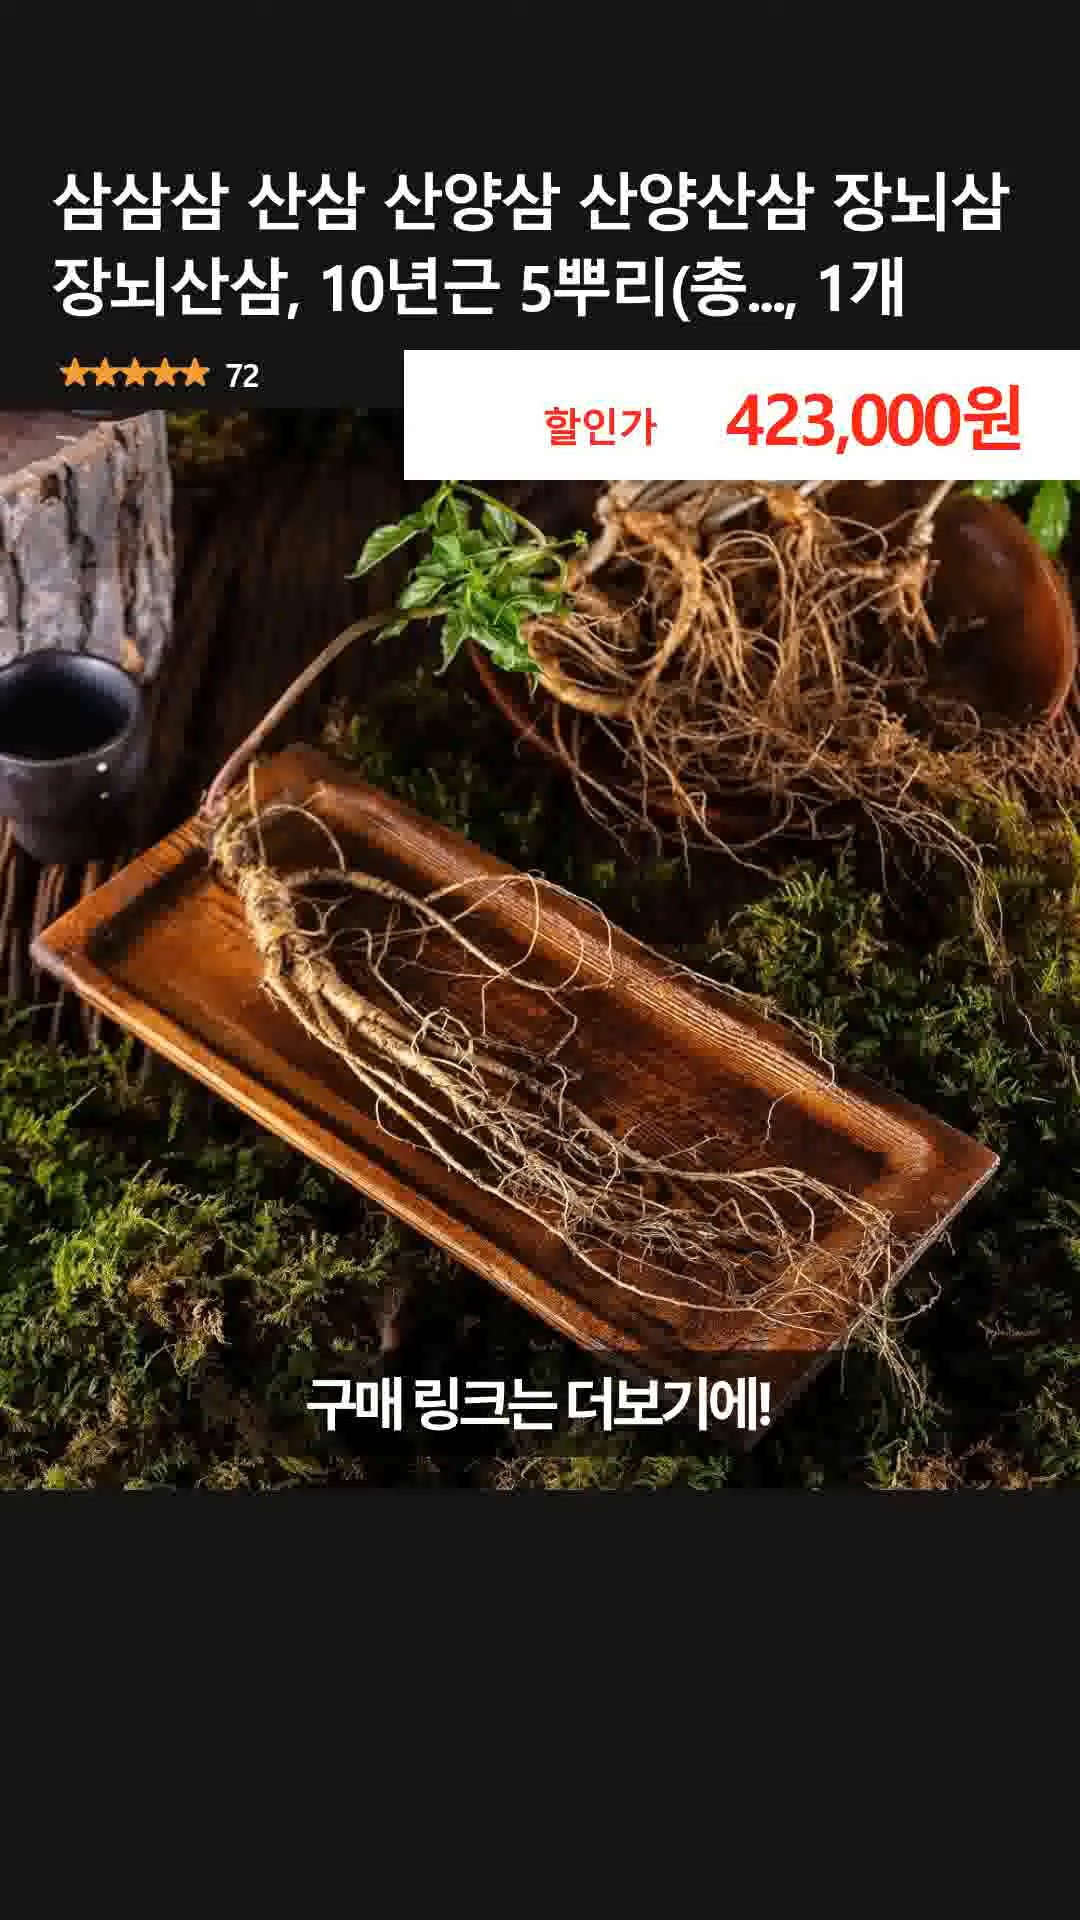 삼삼삼 산삼 산양삼 산양산삼 장뇌삼
장뇌산삼, 10년근 5뿌리(총..., 1개
72
할인가 423,000원
구매 링크는 더보기에!